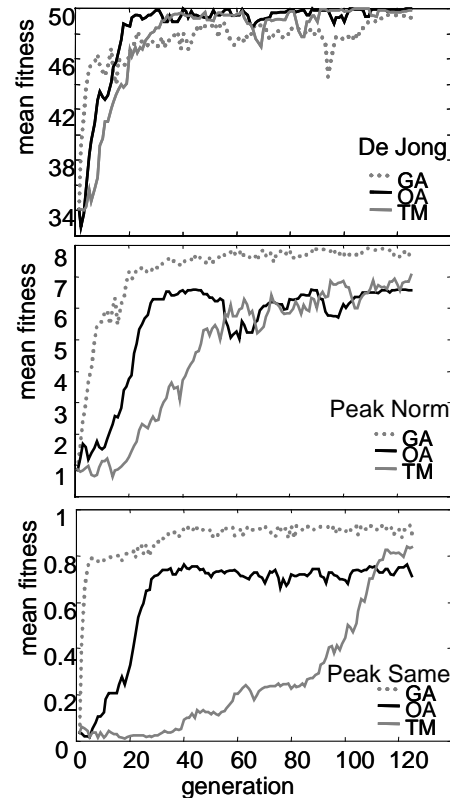 50
46
42
38
34
mean fitness
De Jong
GA
OA
TM
8
7
6
5
4
3
2
1
mean fitness
Peak Norm
GA
OA
TM
1
0.8
0.6
0.4
0.2
0
mean fitness
Peak Same
GA
OA
TM
0 20 40 60 80 100 120
generation